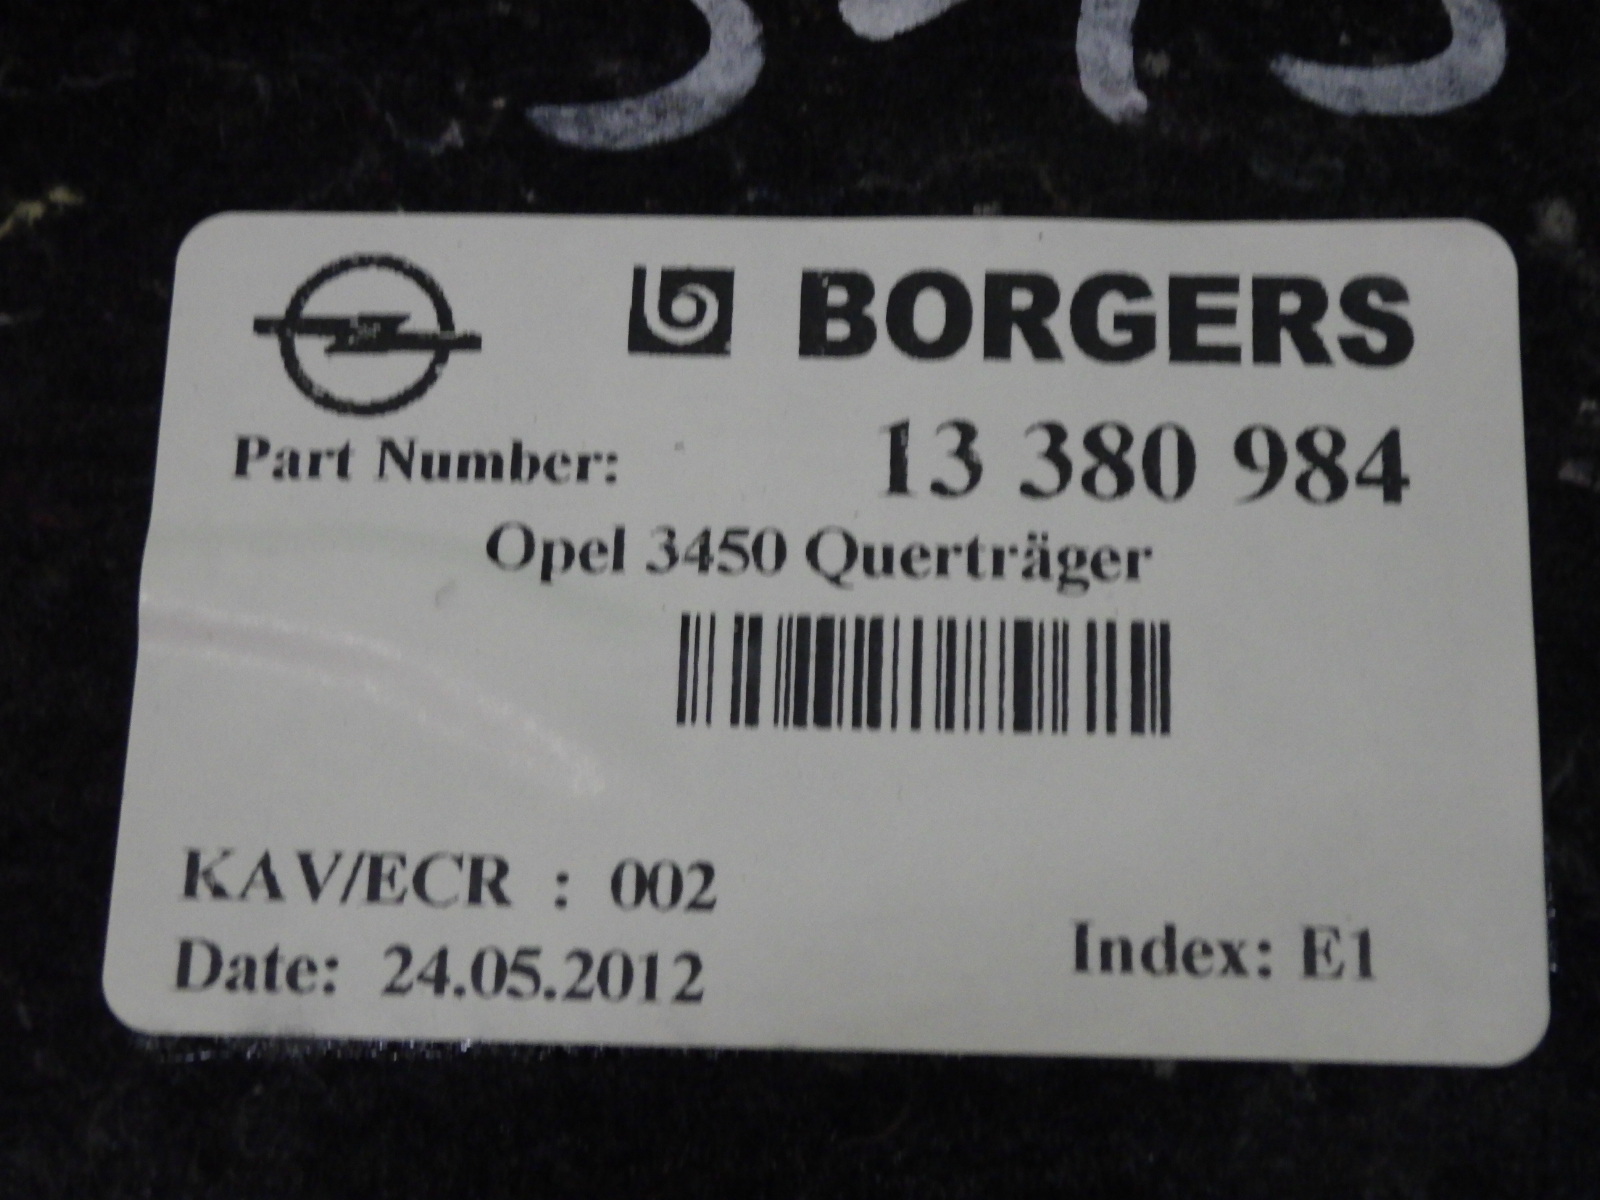 BORGERS
Part Number: 13 380 984
Opel 3450 Querträger
KAV/ECR : 002
Date: 24.05.2012 Index: E1